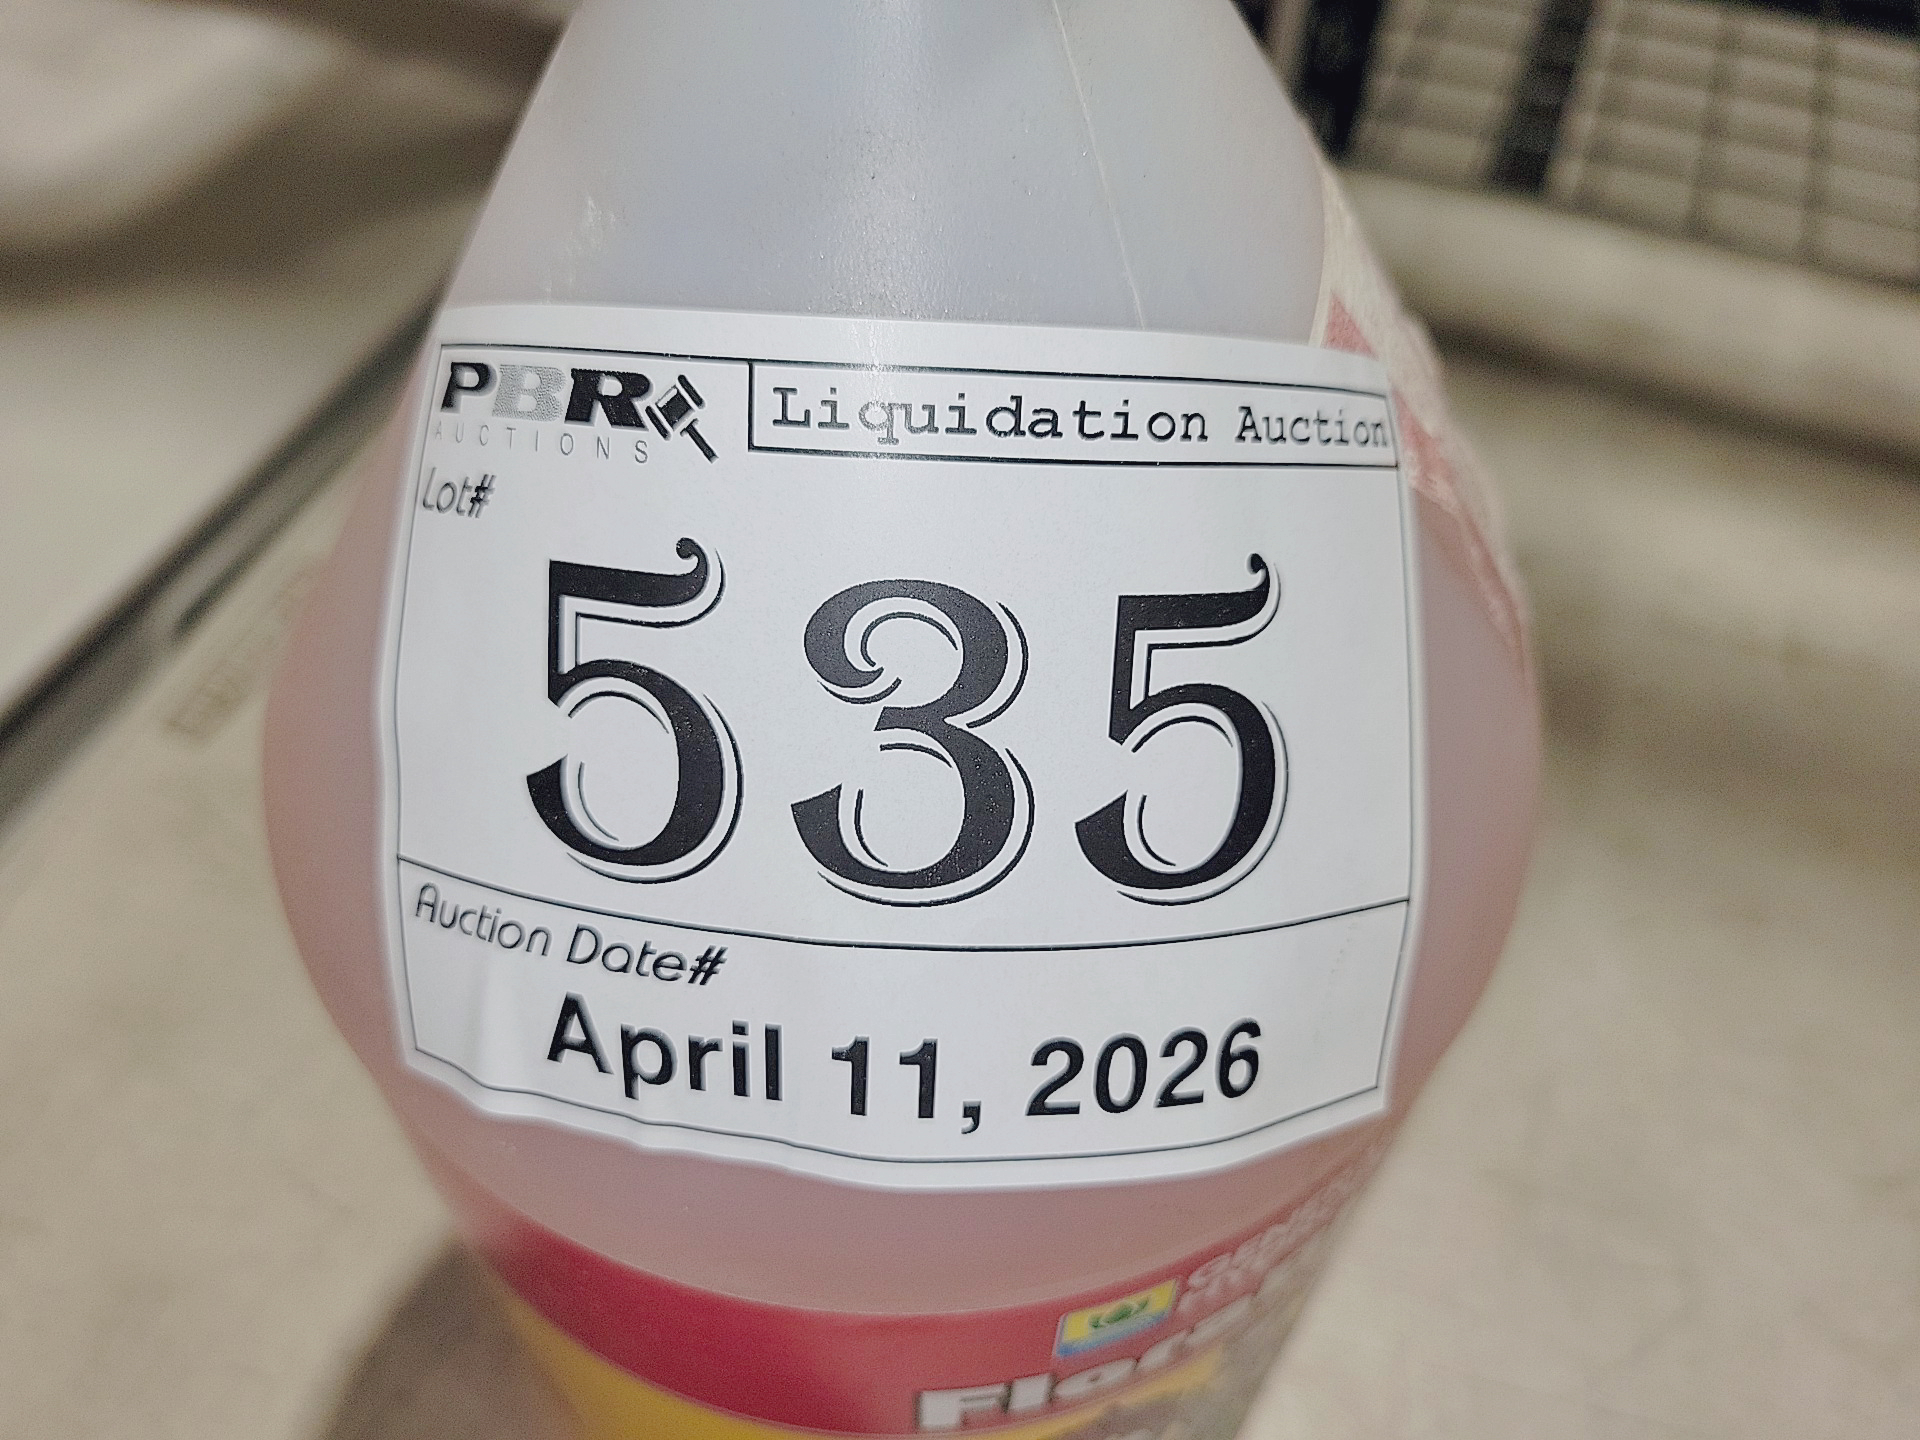 PBR
AUCTIONS
Liquidation Auction
Lot#
535
Auction Date#
April 11, 2026